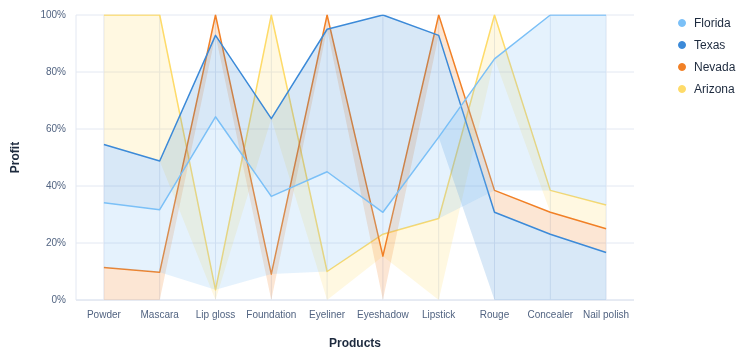 100%
80%
60%
40%
20%
0%
Profit
Powder
Mascara
Lip gloss
Foundation
Eyeliner
Eyeshadow
Lipstick
Rouge
Concealer
Nail polish
Products
Florida
Texas
Nevada
Arizona